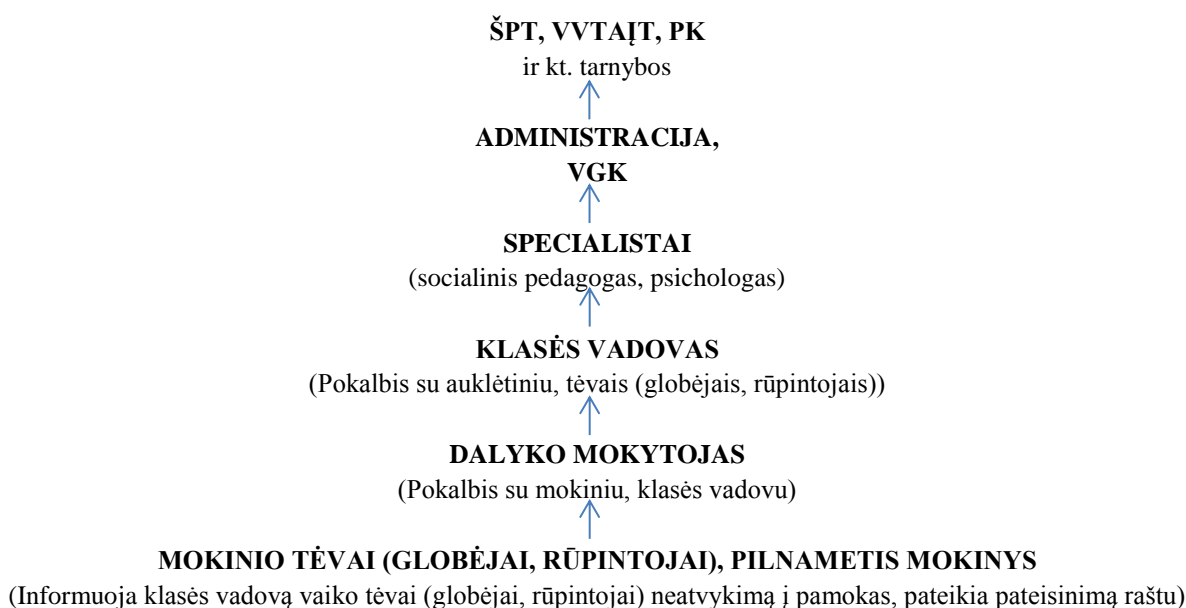 ŠPT, VVTAĮT, PK
ir kt. tarnybos
ADMINISTRACIJA,
VGK
SPECIALISTAI
(socialinis pedagogas, psichologas)
KLASĖS VADOVAS
(Pokalbis su auklėtiniu, tėvais (globėjais, rūpintojais))
DALYKO MOKYTOJAS
(Pokalbis su mokiniu, klasės vadovu)
MOKINIO TĖVAI (GLOBĖJAI, RŪPINTOJAI), PILNAMETIS MOKINYS
(Informuoja klasės vadovą vaiko tėvai (globėjai, rūpintojai) neatvykimą į pamokas, pateikia pateisinimą raštu)